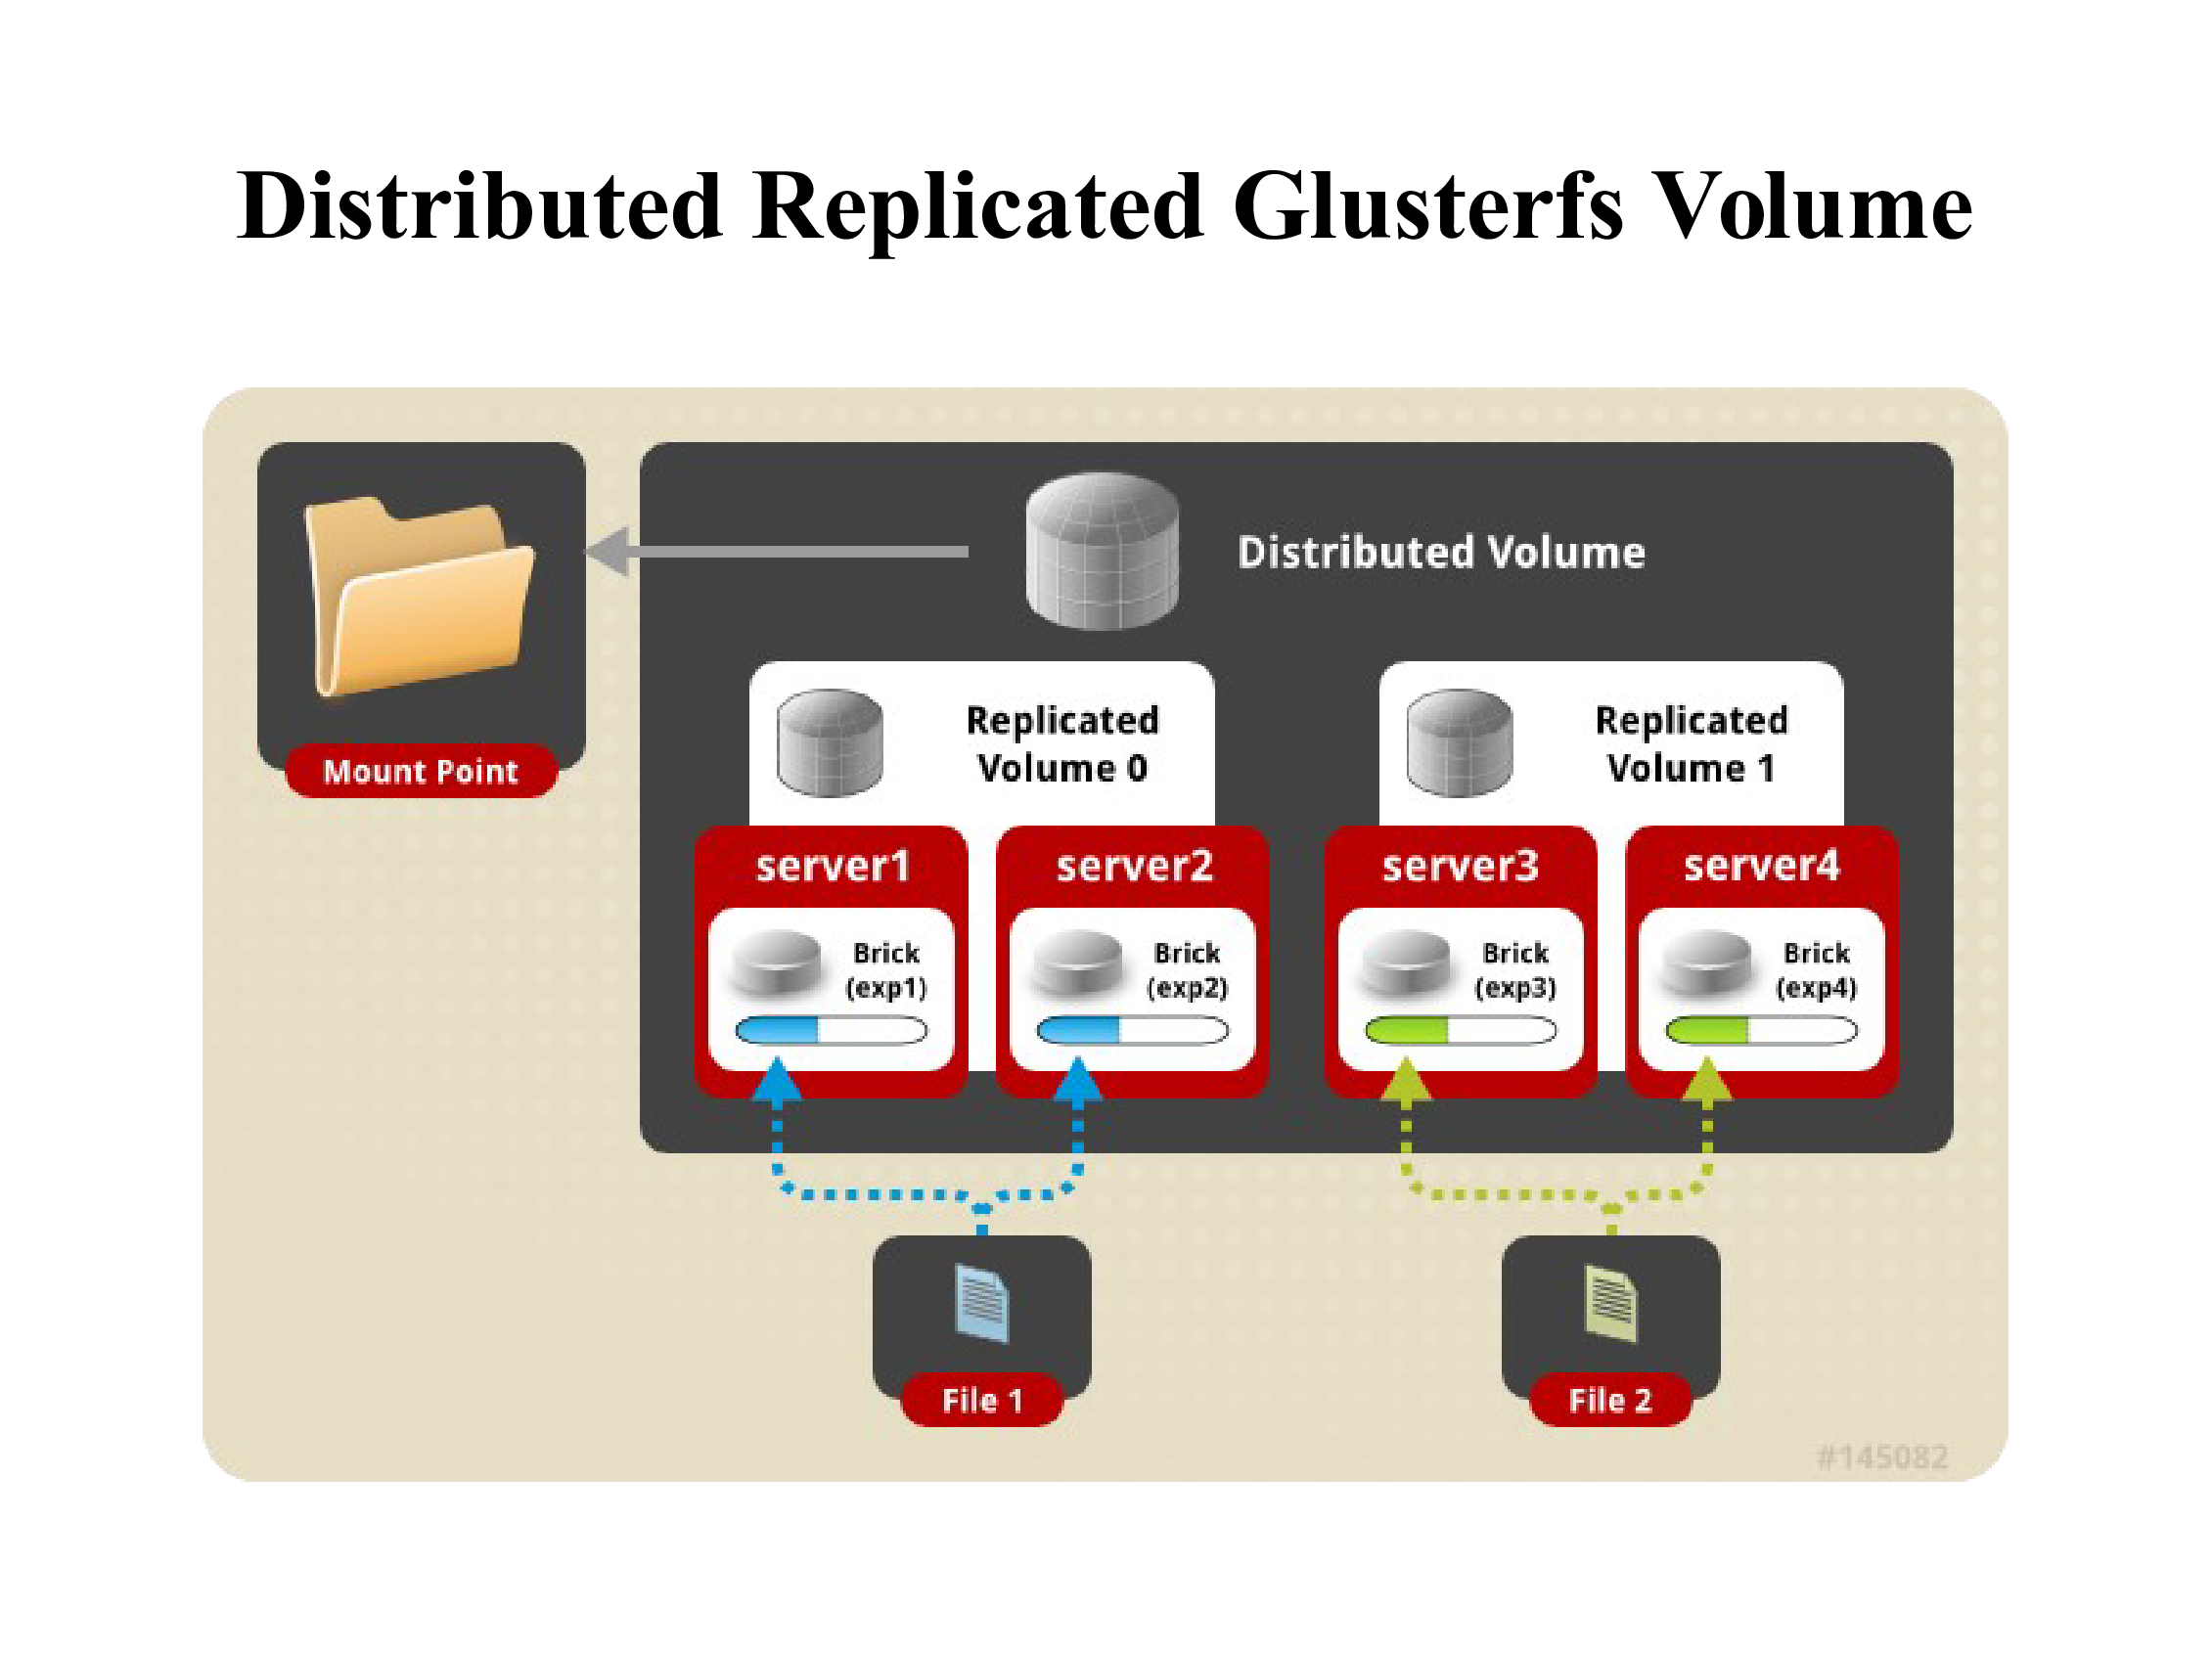 Distributed Replicated Glusterfs Volume
Distributed Volume
Mount Point
Replicated
Volume 0
Replicated
Volume 1
server1
server2
server3
server4
Brick
(exp1)
Brick
(exp2)
Brick
(exp3)
Brick
(exp4)
File 1
File 2
#145082